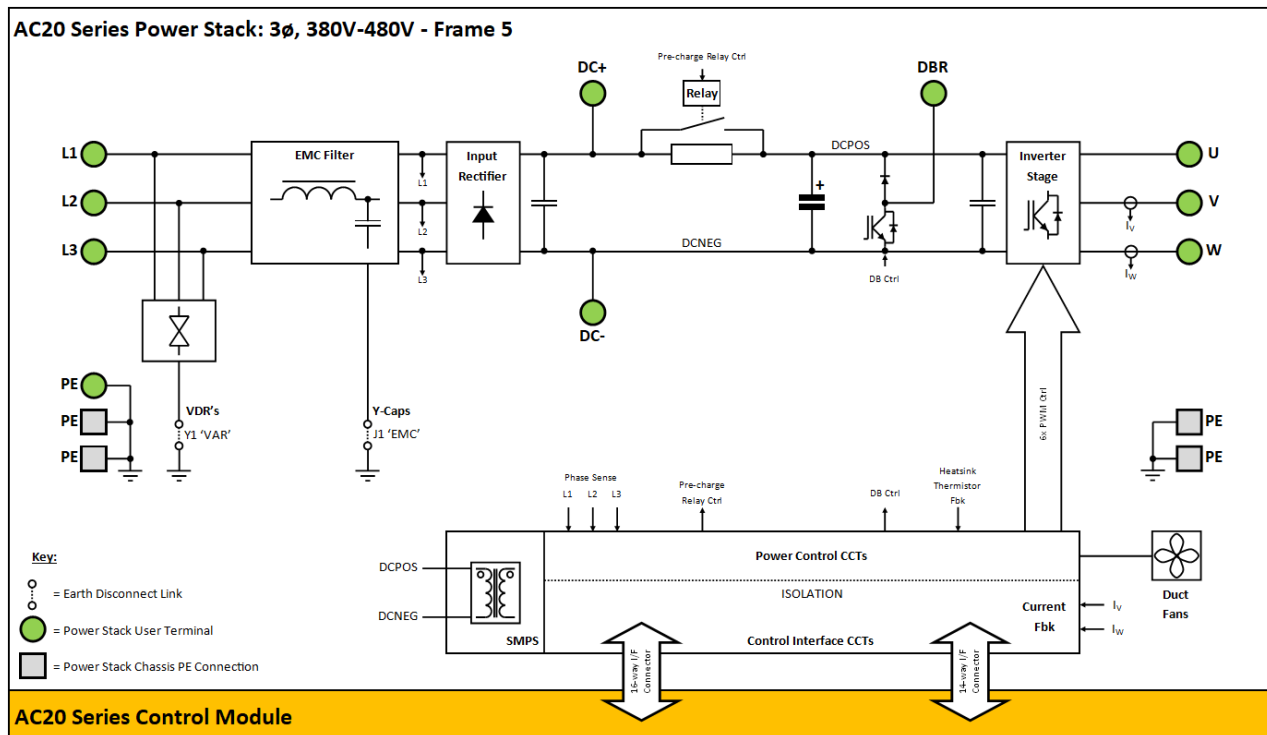 AC20 Series Power Stack: 3ø, 380V-480V - Frame 5
Pre-charge Relay Ctrl
DC+
DBR
Relay
L1
EMC Filter
Input
Rectifier
DCPOS
Inverter
Stage
U
L1
L2
V
L2
IV
L3
DCNEG
W
L3
DB Ctrl
IW
DC-
PE
VDR's
Y-Caps
PE
Y1 'VAR'
J1 'EMC'
6x PWM Ctrl
PE
PE
PE
Phase Sense
L1 L2 L3
Pre-charge
Relay Ctrl
DB Ctrl
Heatsink
Thermistor
Fbk
Key:
= Earth Disconnect Link
= Power Stack User Terminal
= Power Stack Chassis PE Connection
DCPOS
DCNEG
SMPS
Power Control CCTs
ISOLATION
Control Interface CCTs
Current
Fbk
IV
IW
Duct
Fans
16-way I/F
Connector
14-way I/F
Connector
AC20 Series Control Module